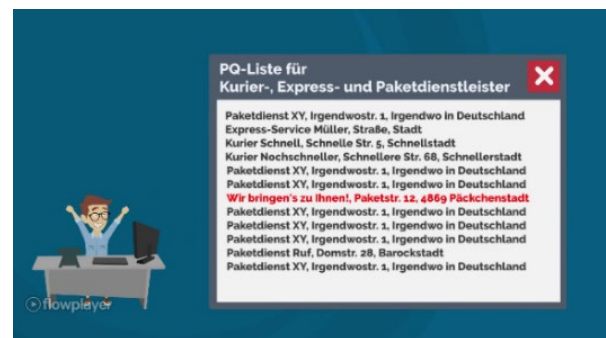 PQ-Liste für
Kurier-, Express- und Paketdienstleister
Paketdienst XY, Irgendwostr. 1, Irgendwo in Deutschland
Express-Service Müller, Straße, Stadt
Kurier Schnell, Schnelle Str. 5, Schnellstadt
Kurier Nochschneller, Schnellere Str. 68, Schnellerstadt
Paketdienst XY, Irgendwostr. 1, Irgendwo in Deutschland
Paketdienst XY, Irgendwostr. 1, Irgendwo in Deutschland
Wir bringen's zu Ihnen!, Paketstr. 12, 4869 Päckchenstadt
Paketdienst XY, Irgendwostr. 1, Irgendwo in Deutschland
Paketdienst XY, Irgendwostr. 1, Irgendwo in Deutschland
Paketdienst XY, Irgendwostr. 1, Irgendwo in Deutschland
Paketdienst Ruf, Domstr. 28, Barockstadt
Paketdienst XY, Irgendwostr. 1, Irgendwo in Deutschland
flowplayer